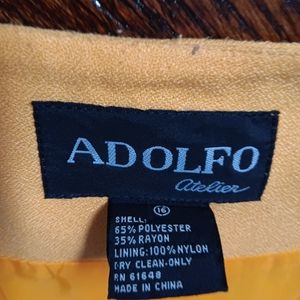 ADOLFO
atelier
16
SHELL:
65% POLYESTER
35% RAYON
LINING:100% NYLON
DRY CLEAN-ONLY
RN 61648
MADE IN CHINA